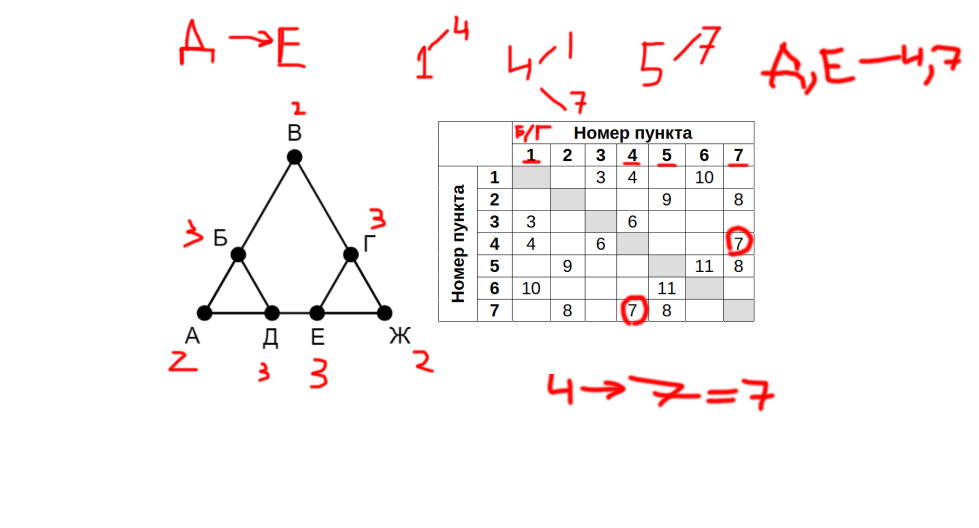 Д → Е 1 4 4 1 7 5 7 Д, Е — 4, 7
2
В
3 Б
Г 3
А Д Е Ж
2 3 3 2
Б/Г Номер пункта
1 2 3 4 5 6 7
Номер пункта
1 3 4 10
2 9 8
3 3 6
4 4 6 7
5 9 11 8
6 10 11
7 8 7 8
4 → 7 = 7